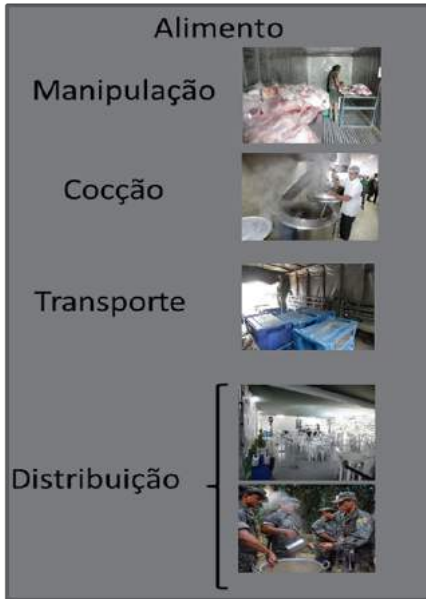 Alimento
Manipulação
Cocção
Transporte
Distribuição